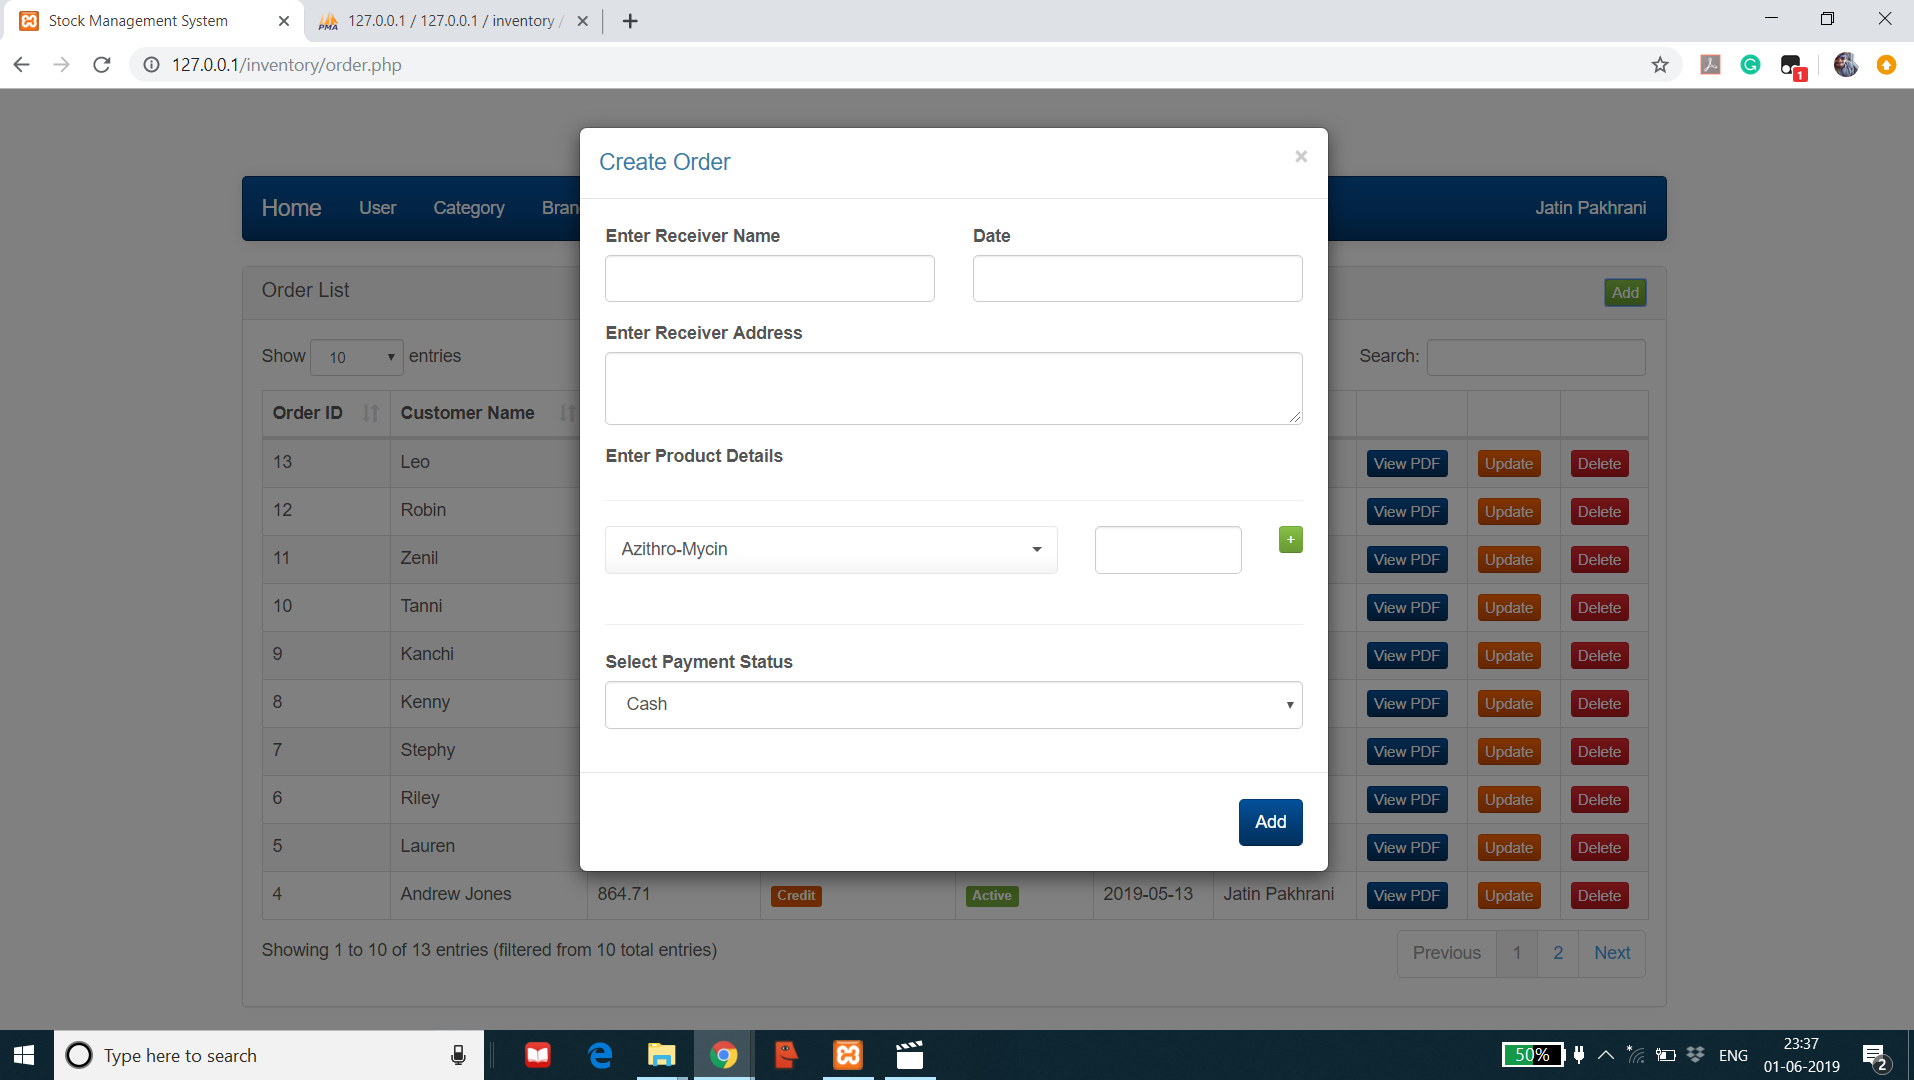 Stock Management System
127.0.0.1 / 127.0.0.1 / inventory /
127.0.0.1/inventory/order.php
1
Create Order
×
Home User Category Bran
Jatin Pakhrani
Enter Receiver Name
Date
Enter Receiver Address
Enter Product Details
Azithro-Mycin
+
Select Payment Status
Cash
Add
Order List
Add
Show 10 entries
Search:
Order ID Customer Name
13 Leo View PDF Update Delete
12 Robin View PDF Update Delete
11 Zenil View PDF Update Delete
10 Tanni View PDF Update Delete
9 Kanchi View PDF Update Delete
8 Kenny View PDF Update Delete
7 Stephy View PDF Update Delete
6 Riley View PDF Update Delete
5 Lauren View PDF Update Delete
4 Andrew Jones 864.71 Credit Active 2019-05-13 Jatin Pakhrani View PDF Update Delete
Showing 1 to 10 of 13 entries (filtered from 10 total entries)
Previous 1 2 Next
Type here to search
50%
ENG
23:37
01-06-2019
2